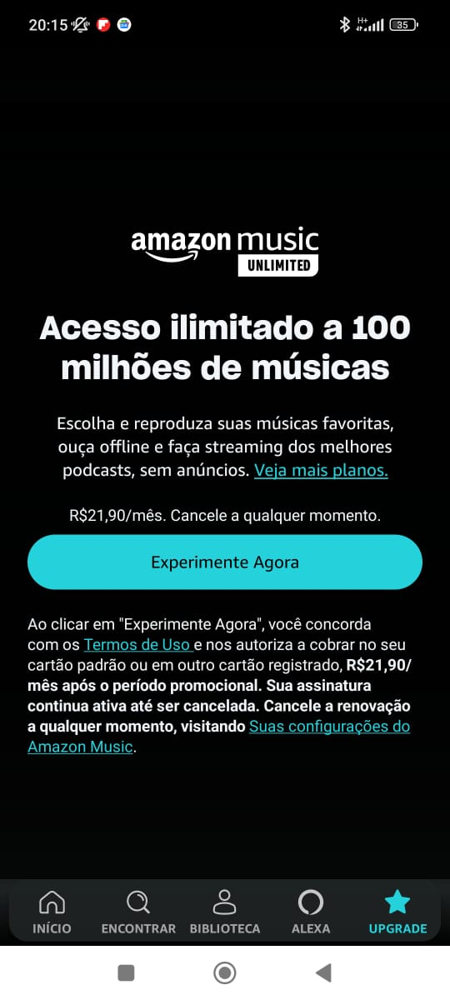 20:15
H+
35
amazon music
UNLIMITED
Acesso ilimitado a 100
milhões de músicas
Escolha e reproduza suas músicas favoritas,
ouça offline e faça streaming dos melhores
podcasts, sem anúncios. Veja mais planos.
R$21,90/mês. Cancele a qualquer momento.
Experimente Agora
Ao clicar em "Experimente Agora", você concorda
com os Termos de Uso e nos autoriza a cobrar no seu
cartão padrão ou em outro cartão registrado, R$21,90/
mês após o período promocional. Sua assinatura
continua ativa até ser cancelada. Cancele a renovação
a qualquer momento, visitando Suas configurações do
Amazon Music.
INÍCIO ENCONTRAR BIBLIOTECA ALEXA UPGRADE